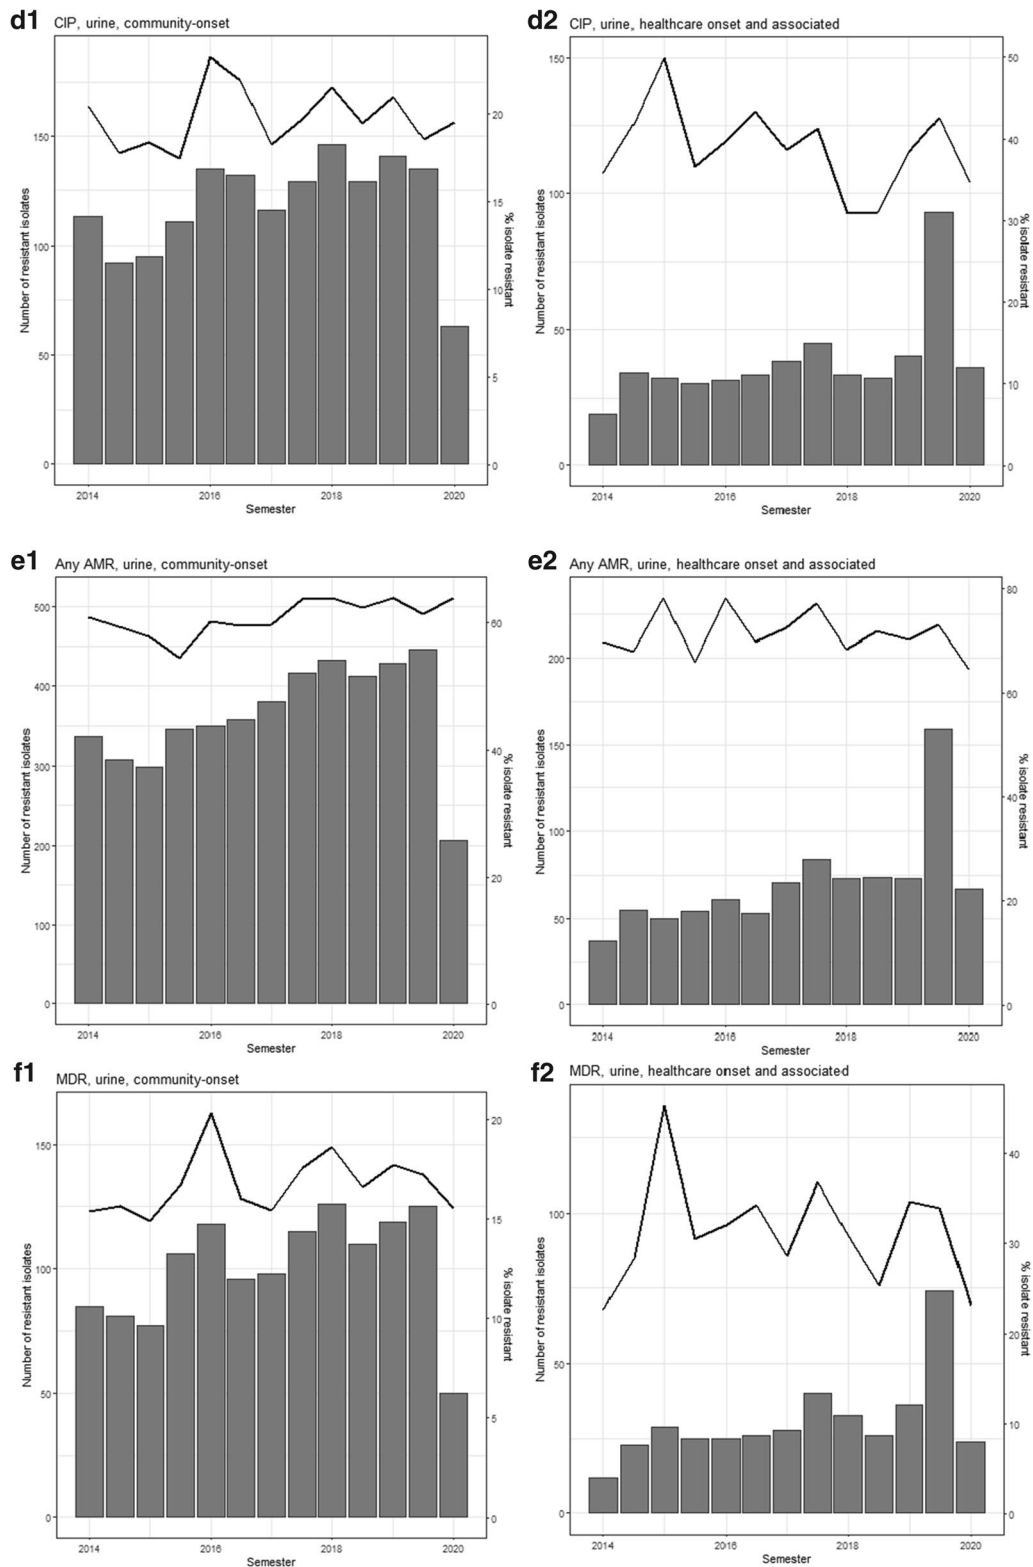 d1 CIP, urine, community-onset
Number of resistant isolates
150
100
50
0
20
15
10
5
0
% isolate resistant
2014 2016 2018 2020
Semester
d2 CIP, urine, healthcare onset and associated
Number of resistant isolates
150
100
50
0
50
40
30
20
10
0
% isolate resistant
2014 2016 2018 2020
Semester
e1 Any AMR, urine, community-onset
Number of resistant isolates
500
400
300
200
100
0
60
40
20
0
% isolate resistant
2014 2016 2018 2020
Semester
e2 Any AMR, urine, healthcare onset and associated
Number of resistant isolates
200
150
100
50
0
80
60
40
20
0
% isolate resistant
2014 2016 2018 2020
Semester
f1 MDR, urine, community-onset
Number of resistant isolates
150
100
50
0
20
15
10
5
0
% isolate resistant
2014 2016 2018 2020
Semester
f2 MDR, urine, healthcare onset and associated
Number of resistant isolates
100
50
0
40
30
20
10
0
% isolate resistant
2014 2016 2018 2020
Semester